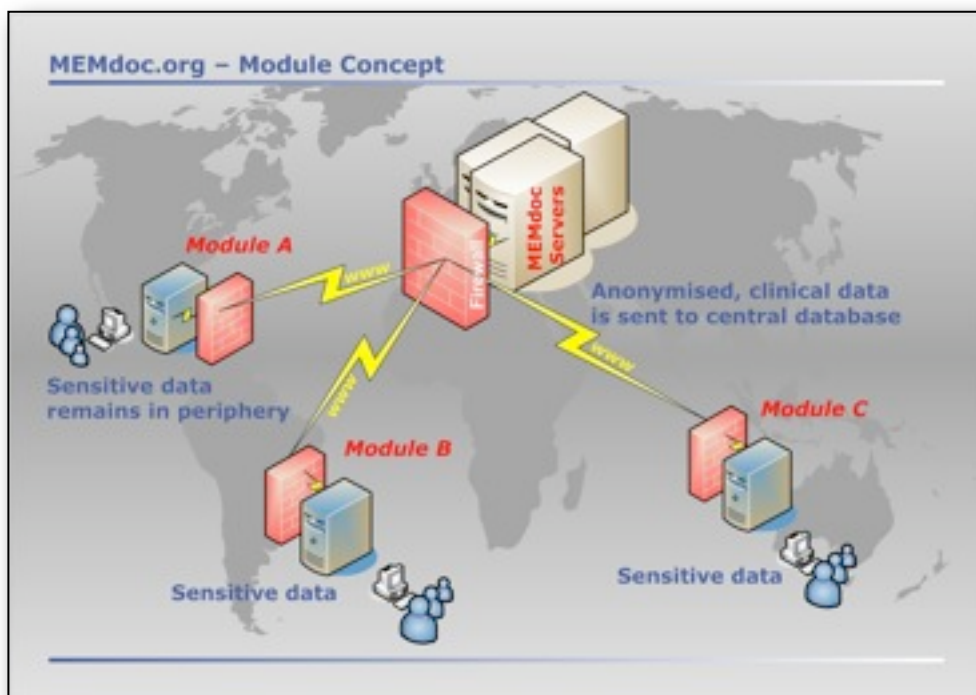 MEMdoc.org – Module Concept
MEMdoc
Servers
Firewall
Module A
www
Anonymised, clinical data
is sent to central database
www
Sensitive data
remains in periphery
www
Module C
Module B
Sensitive data
Sensitive data